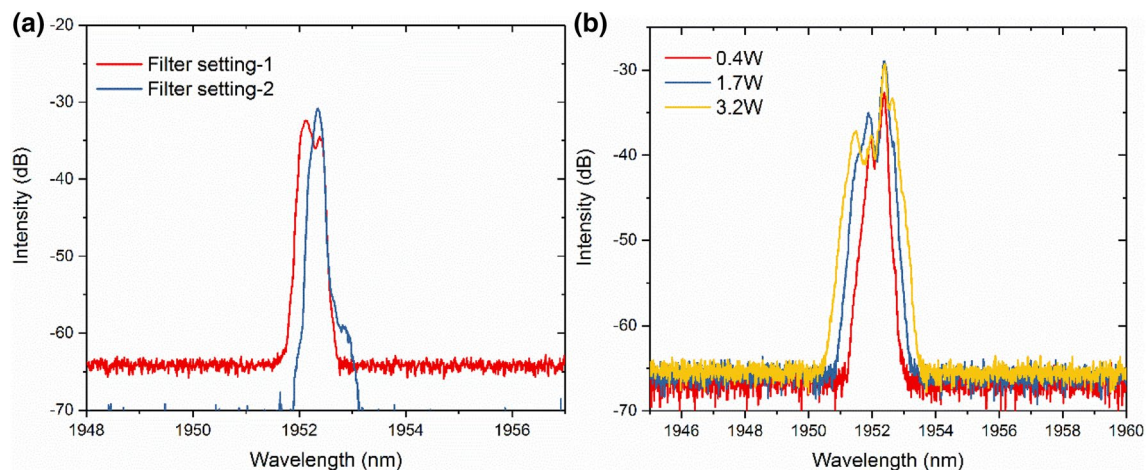 (a)
-20
-30
-40
-50
-60
-70
Intensity (dB)
Filter setting-1
Filter setting-2
1948
1950
1952
1954
1956
Wavelength (nm)
(b)
-30
-40
-50
-60
-70
Intensity (dB)
0.4W
1.7W
3.2W
1946
1948
1950
1952
1954
1956
1958
1960
Wavelength (nm)